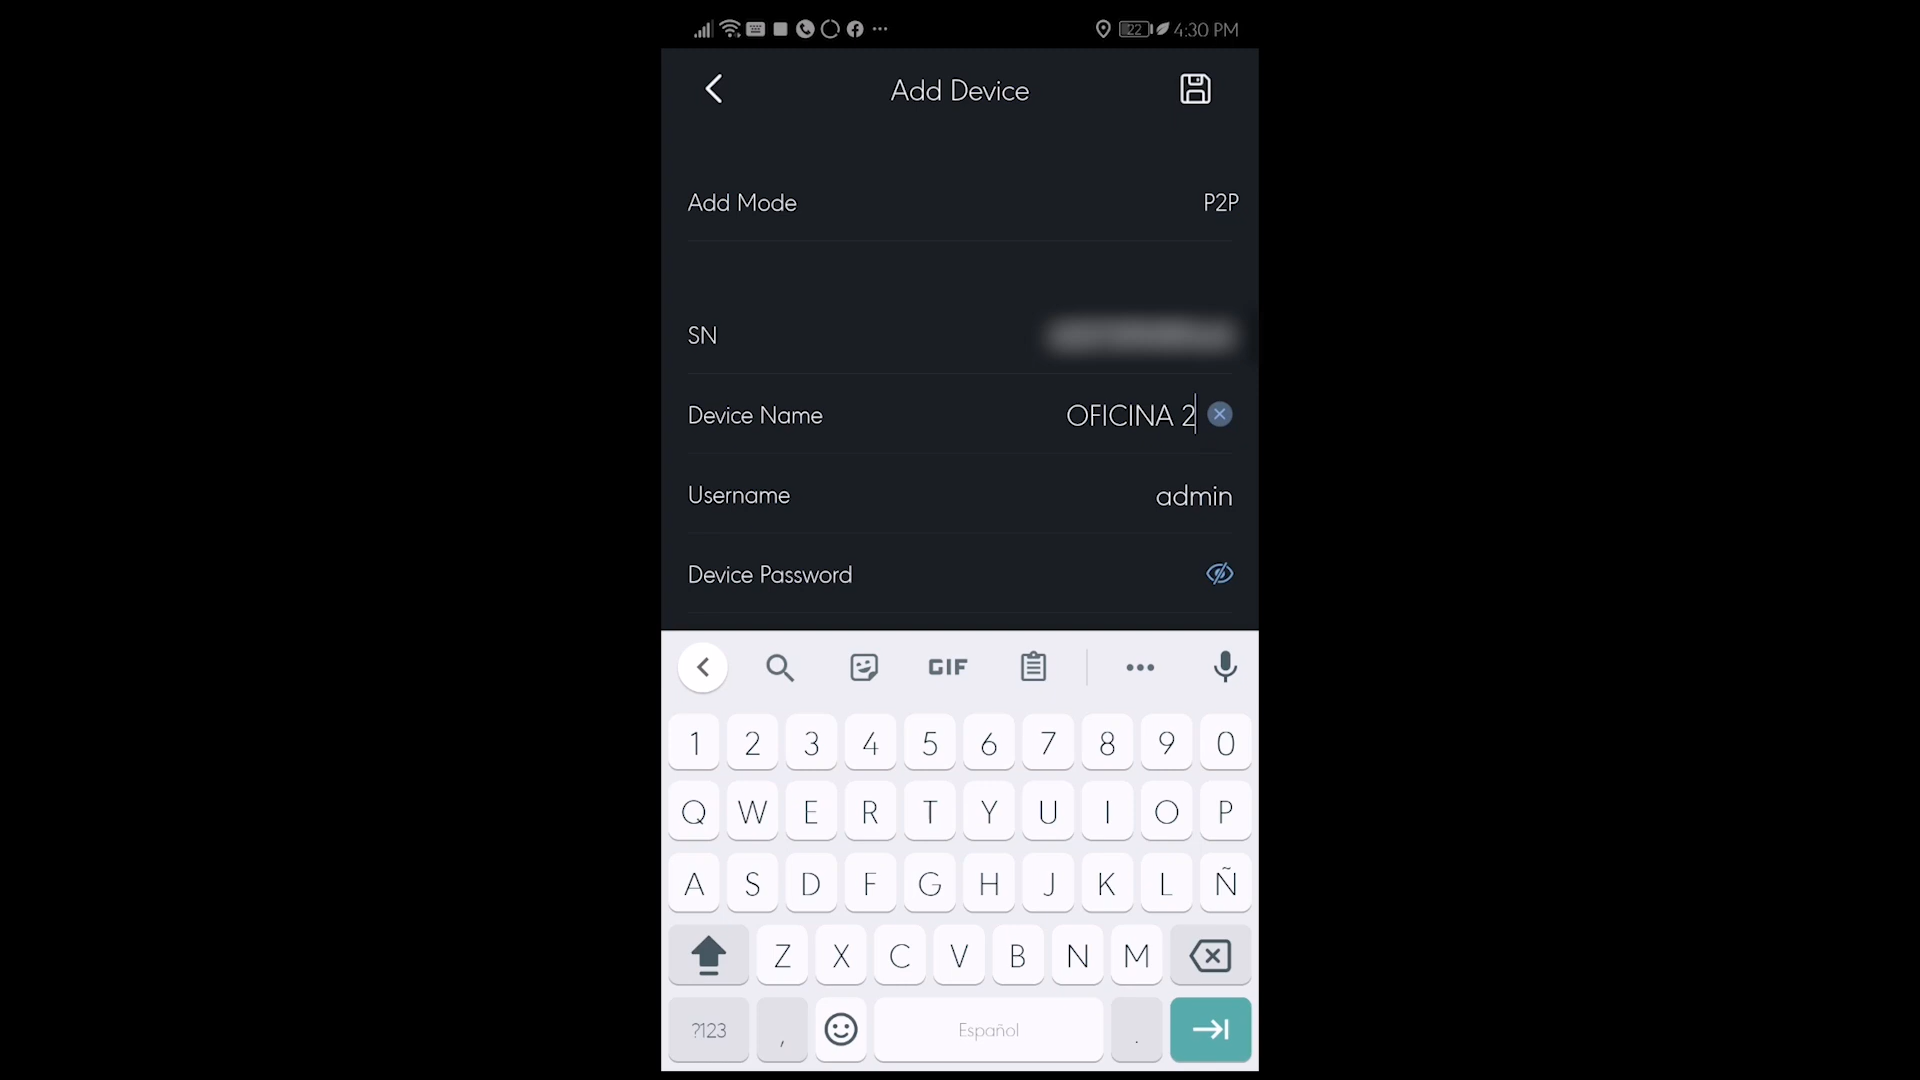 22 4:30 PM
Add Device
Add Mode P2P
SN
Device Name OFICINA 2
Username admin
Device Password
GIF
1 2 3 4 5 6 7 8 9 0
Q W E R T Y U I O P
A S D F G H J K L Ñ
Z X C V B N M
?123 , Español .